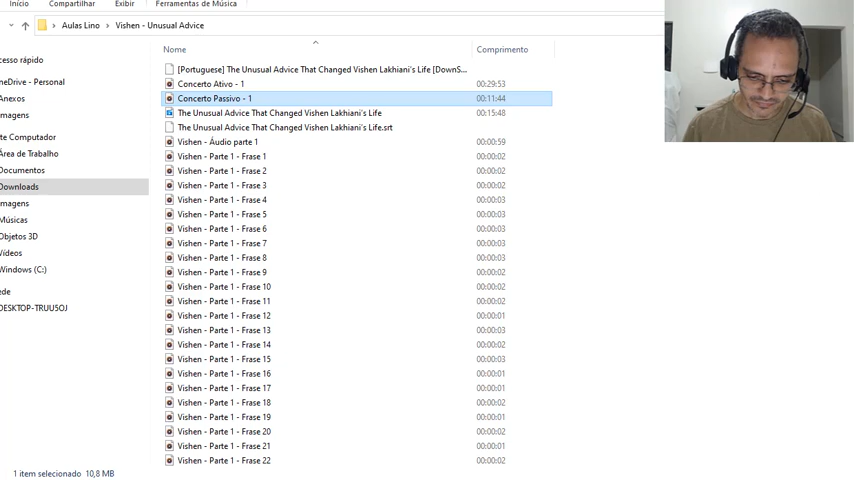 Início Compartilhar Exibir Ferramentas de Música
Aulas Lino > Vishen - Unusual Advice
Nome Comprimento
esso rápido
neDrive - Personal
Anexos
magens
te Computador
Área de Trabalho
Documentos
Downloads
magens
Músicas
Objetos 3D
Vídeos
Windows (C:)
ede
DESKTOP-TRUU5OJ
[Portuguese] The Unusual Advice That Changed Vishen Lakhiani's Life [DownS...
Concerto Ativo - 1 00:29:53
Concerto Passivo - 1 00:11:44
The Unusual Advice That Changed Vishen Lakhiani's Life 00:15:48
The Unusual Advice That Changed Vishen Lakhiani's Life.srt
Vishen - Áudio parte 1 00:00:59
Vishen - Parte 1 - Frase 1 00:00:02
Vishen - Parte 1 - Frase 2 00:00:02
Vishen - Parte 1 - Frase 3 00:00:02
Vishen - Parte 1 - Frase 4 00:00:03
Vishen - Parte 1 - Frase 5 00:00:03
Vishen - Parte 1 - Frase 6 00:00:03
Vishen - Parte 1 - Frase 7 00:00:03
Vishen - Parte 1 - Frase 8 00:00:03
Vishen - Parte 1 - Frase 9 00:00:02
Vishen - Parte 1 - Frase 10 00:00:02
Vishen - Parte 1 - Frase 11 00:00:02
Vishen - Parte 1 - Frase 12 00:00:01
Vishen - Parte 1 - Frase 13 00:00:03
Vishen - Parte 1 - Frase 14 00:00:02
Vishen - Parte 1 - Frase 15 00:00:03
Vishen - Parte 1 - Frase 16 00:00:01
Vishen - Parte 1 - Frase 17 00:00:01
Vishen - Parte 1 - Frase 18 00:00:02
Vishen - Parte 1 - Frase 19 00:00:01
Vishen - Parte 1 - Frase 20 00:00:02
Vishen - Parte 1 - Frase 21 00:00:01
Vishen - Parte 1 - Frase 22 00:00:02
1 item selecionado 10,8 MB